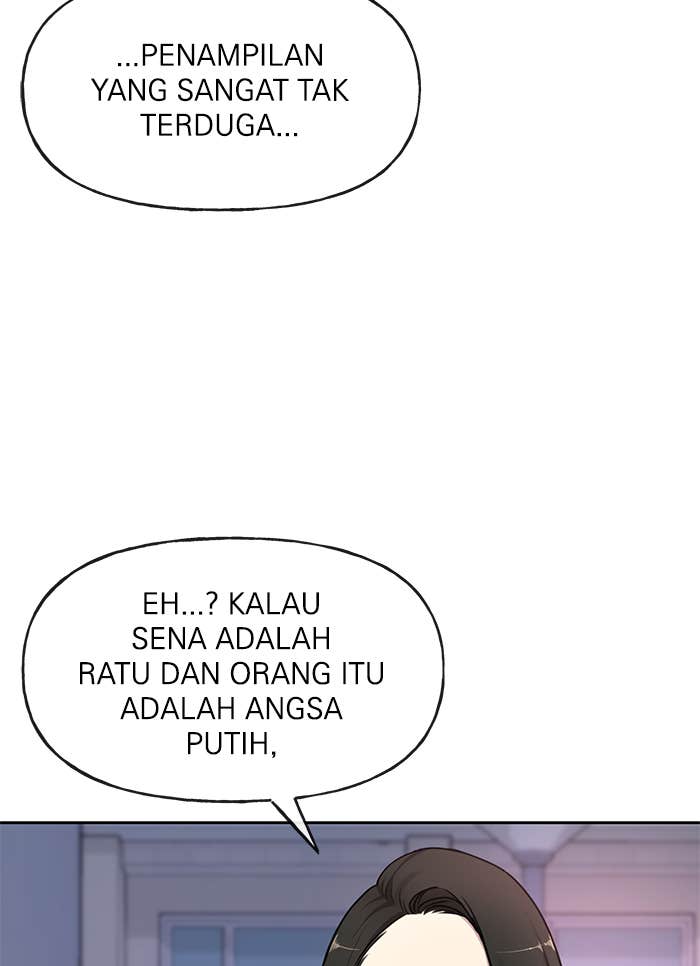 ...PENAMPILAN
YANG SANGAT TAK
TERDUGA...
EH...? KALAU
SENA ADALAH
RATU DAN ORANG ITU
ADALAH ANGSA
PUTIH,